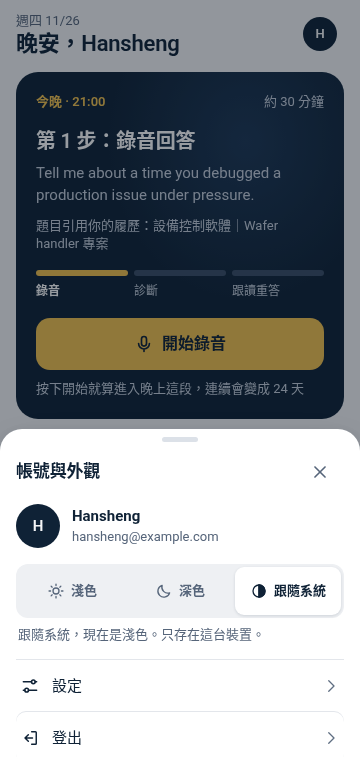 週四 11/26
晚安，Hansheng
H
今晚 · 21:00
約 30 分鐘
第 1 步：錄音回答
Tell me about a time you debugged a
production issue under pressure.
題目引用你的履歷：設備控制軟體｜Wafer
handler 專案
錄音
診斷
跟讀重答
開始錄音
按下開始就算進入晚上這段，連續會變成 24 天
帳號與外觀
H
Hansheng
hansheng@example.com
淺色
深色
跟隨系統
跟隨系統，現在是淺色。只存在這台裝置。
設定
登出